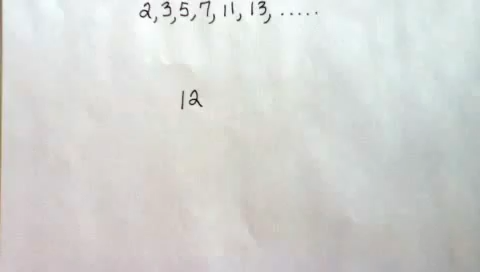 2, 3, 5, 7, 11, 13, .....
12